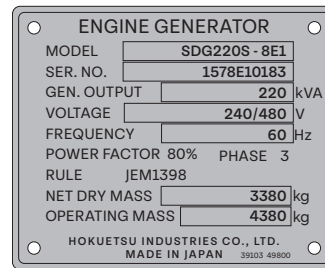 ENGINE GENERATOR
MODEL SDG220S - 8E1
SER. NO. 1578E10183
GEN. OUTPUT 220 kVA
VOLTAGE 240/480 V
FREQUENCY 60 Hz
POWER FACTOR 80% PHASE 3
RULE JEM1398
NET DRY MASS 3380 kg
OPERATING MASS 4380 kg
HOKUETSU INDUSTRIES CO., LTD.
MADE IN JAPAN 39103 49800